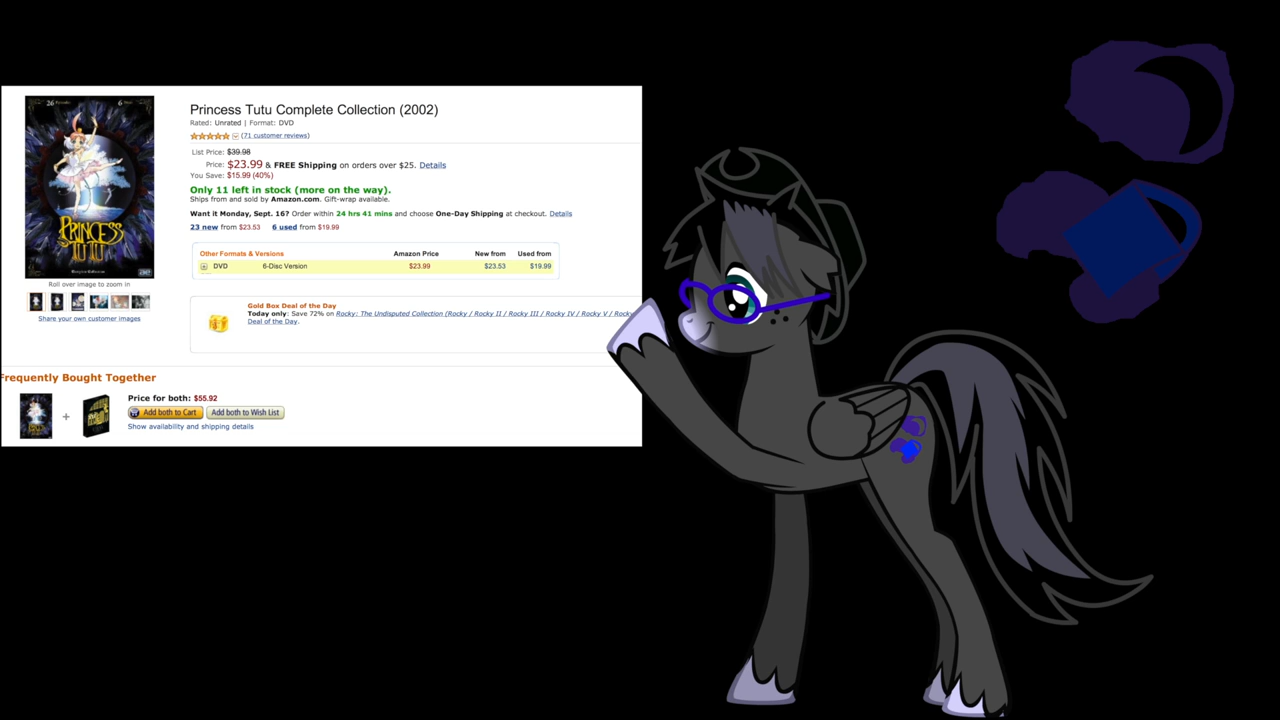 26 Episodes 6 Discs
PRINCESS
TUTU
Complete Collection
Roll over image to zoom in
Share your own customer images
Princess Tutu Complete Collection (2002)
Rated: Unrated | Format: DVD
(71 customer reviews)
List Price: $39.98
Price: $23.99 & FREE Shipping on orders over $25. Details
You Save: $15.99 (40%)
Only 11 left in stock (more on the way).
Ships from and sold by Amazon.com. Gift-wrap available.
Want it Monday, Sept. 16? Order within 24 hrs 41 mins and choose One-Day Shipping at checkout. Details
23 new from $23.53 6 used from $19.99
Other Formats & Versions Amazon Price New from Used from
DVD 6-Disc Version $23.99 $23.53 $19.99
Gold Box Deal of the Day
Today only: Save 72% on Rocky: The Undisputed Collection (Rocky / Rocky II / Rocky III / Rocky IV / Rocky V / Rocky
Deal of the Day.
Frequently Bought Together
+
Price for both: $55.92
Add both to Cart Add both to Wish List
Show availability and shipping details